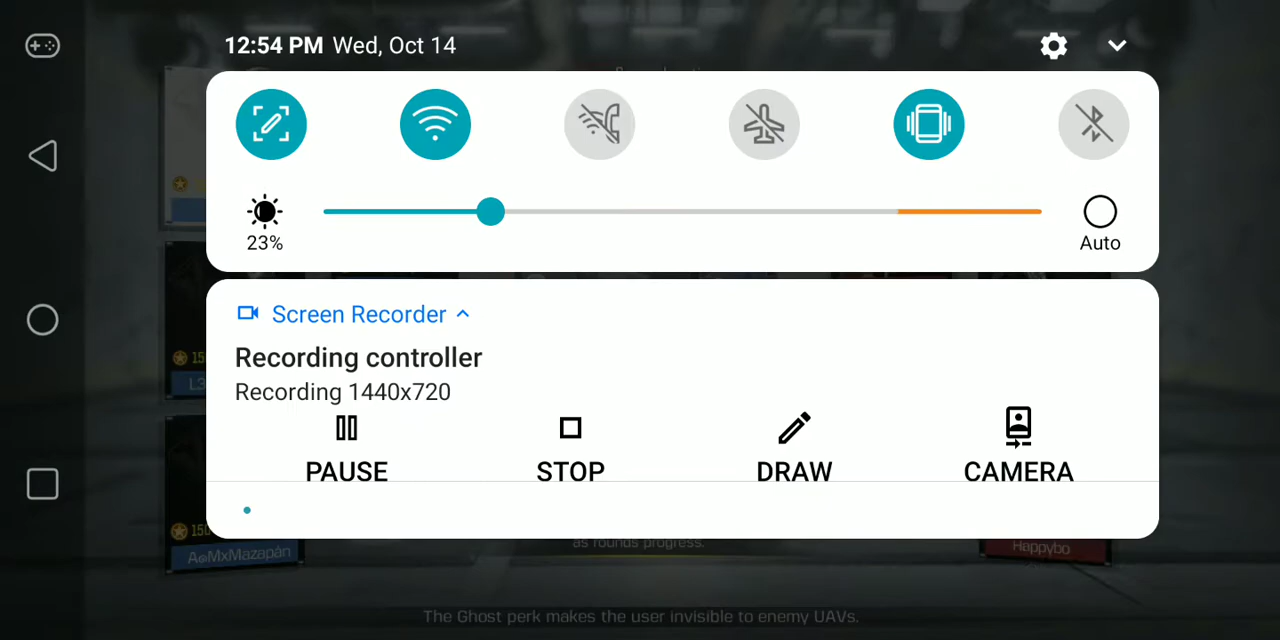 12:54 PM Wed, Oct 14
23%
Auto
Screen Recorder
Recording controller
Recording 1440x720
PAUSE STOP DRAW CAMERA
as rounds progress.
A๏MxMazapán
Happybo
The Ghost perk makes the user invisible to enemy UAVs.